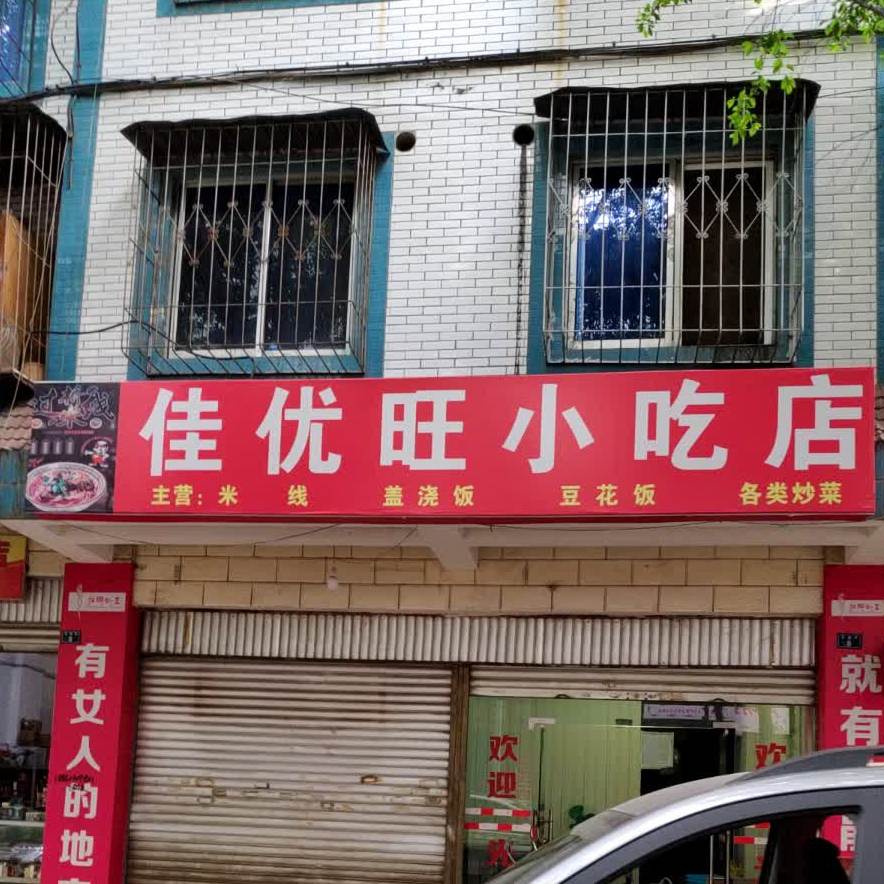 佳优旺小吃店
主营：米线 盖浇饭 豆花饭 各类炒菜
有女人的地
就有
欢迎
欢